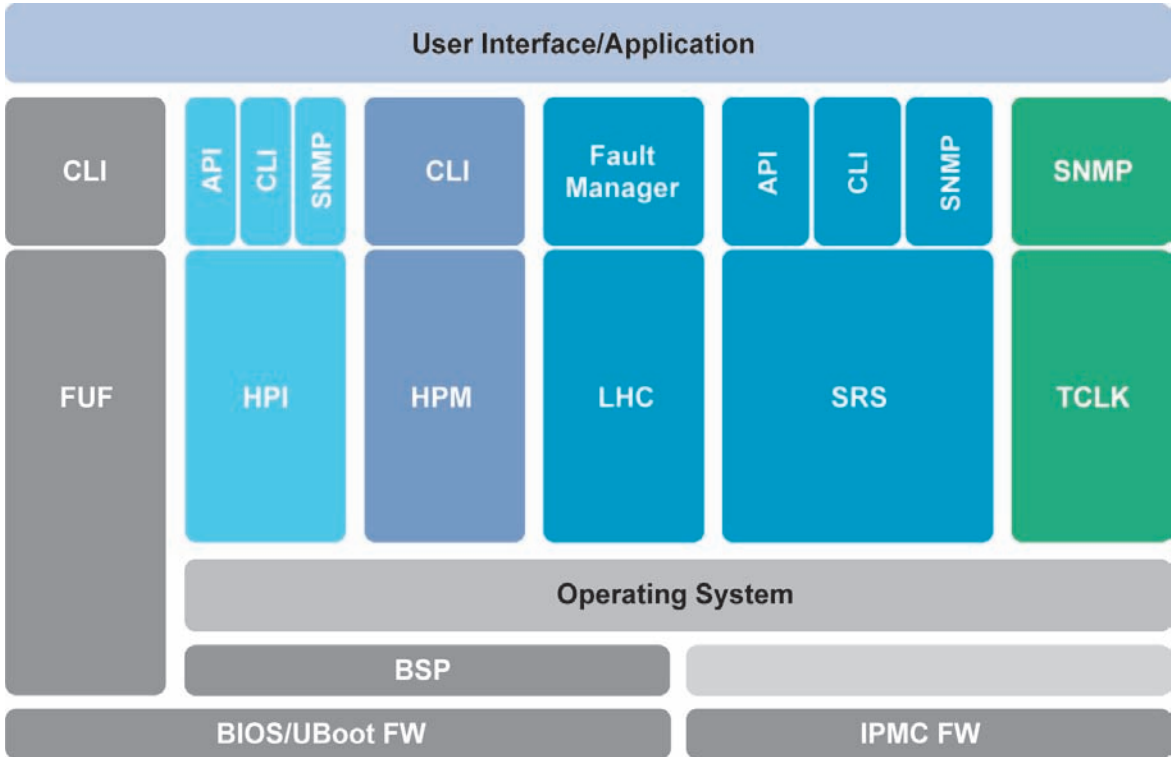 User Interface/Application
CLI
API
CLI
SNMP
CLI
Fault
Manager
API
CLI
SNMP
SNMP
FUF
HPI
HPM
LHC
SRS
TCLK
Operating System
BSP
BIOS/UBoot FW
IPMC FW